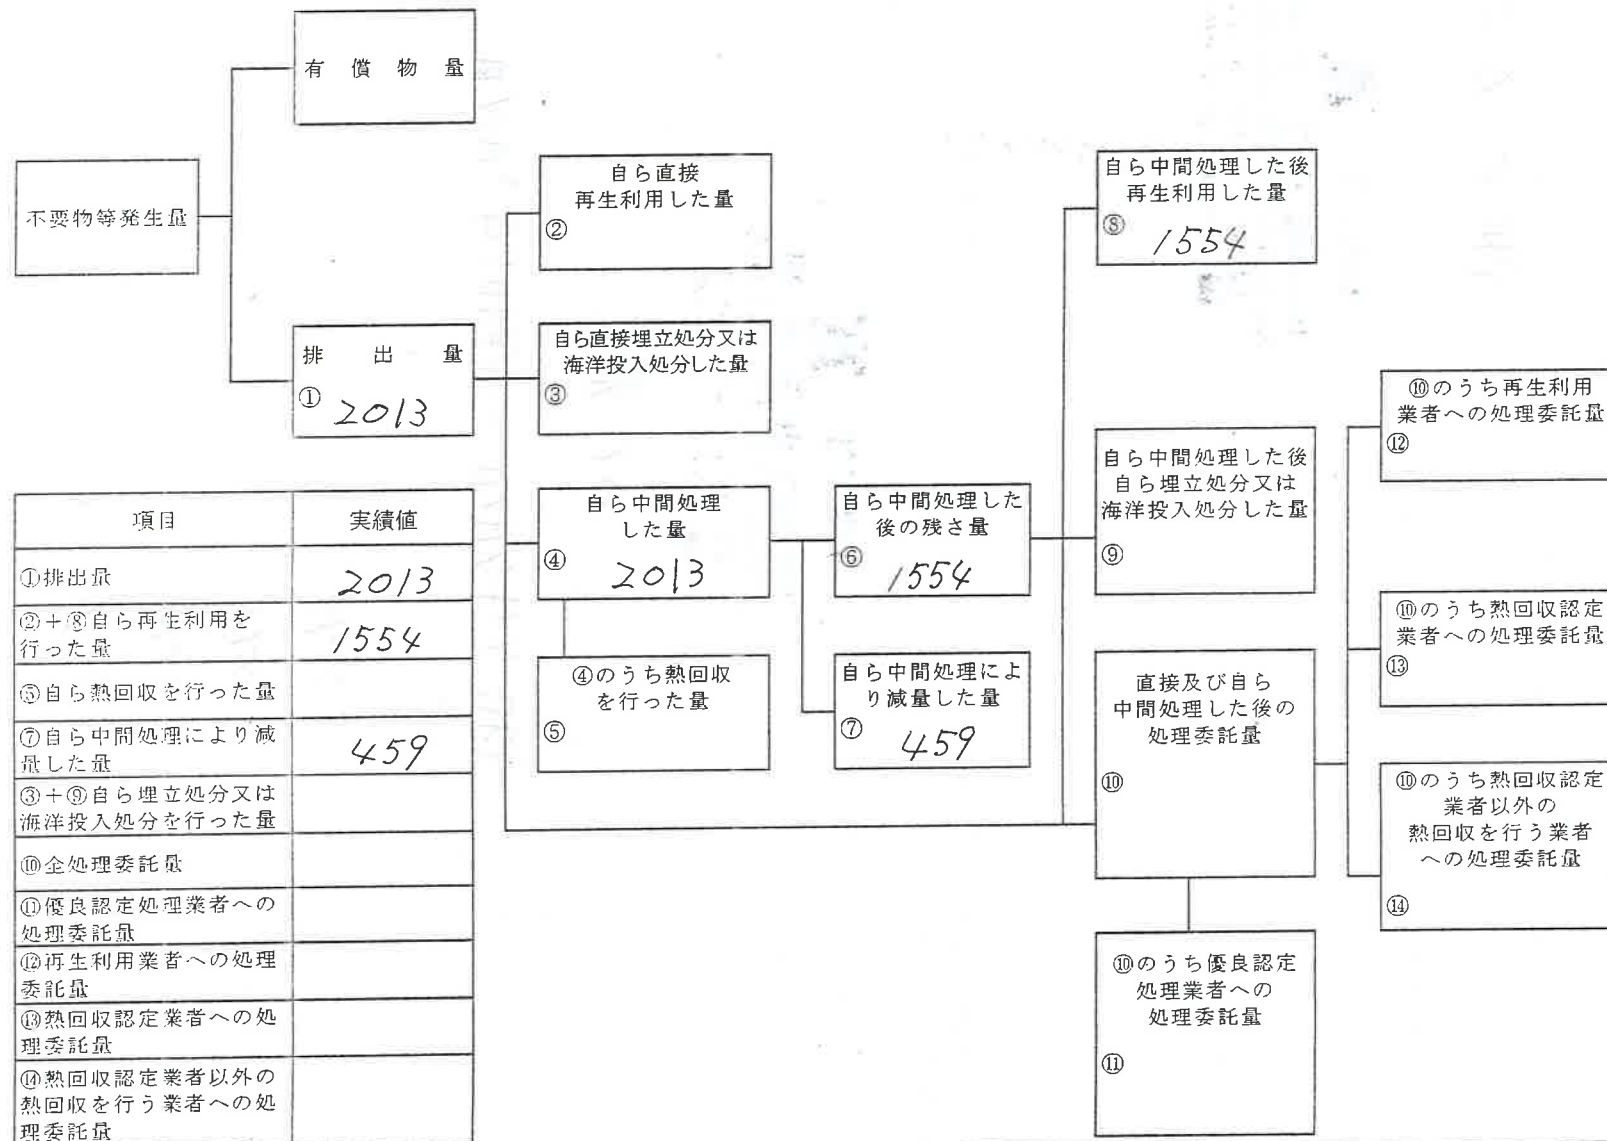 有償物量
不要物等発生量
排出量
① 2013
自ら直接
再生利用した量
②
自ら直接埋立処分又は
海洋投入処分した量
③
自ら中間処理
した量
④ 2013
④のうち熱回収
を行った量
⑤
自ら中間処理した
後の残さ量
⑥ 1554
自ら中間処理によ
り減量した量
⑦ 459
自ら中間処理した後
再生利用した量
⑧ 1554
自ら中間処理した後
自ら埋立処分又は
海洋投入処分した量
⑨
直接及び自ら
中間処理した後の
処理委託量
⑩
⑩のうち優良認定
処理業者への
処理委託量
⑪
⑩のうち再生利用
業者への処理委託量
⑫
⑩のうち熱回収認定
業者への処理委託量
⑬
⑩のうち熱回収認定
業者以外の
熱回収を行う業者
への処理委託量
⑭
項目 実績値
①排出量 2013
②+⑧自ら再生利用を
行った量 1554
⑤自ら熱回収を行った量
⑦自ら中間処理により減
量した量 459
③+⑨自ら埋立処分又は
海洋投入処分を行った量
⑩全処理委託量
⑪優良認定処理業者への
処理委託量
⑫再生利用業者への処理
委託量
⑬熱回収認定業者への処
理委託量
⑭熱回収認定業者以外の
熱回収を行う業者への処
理委託量